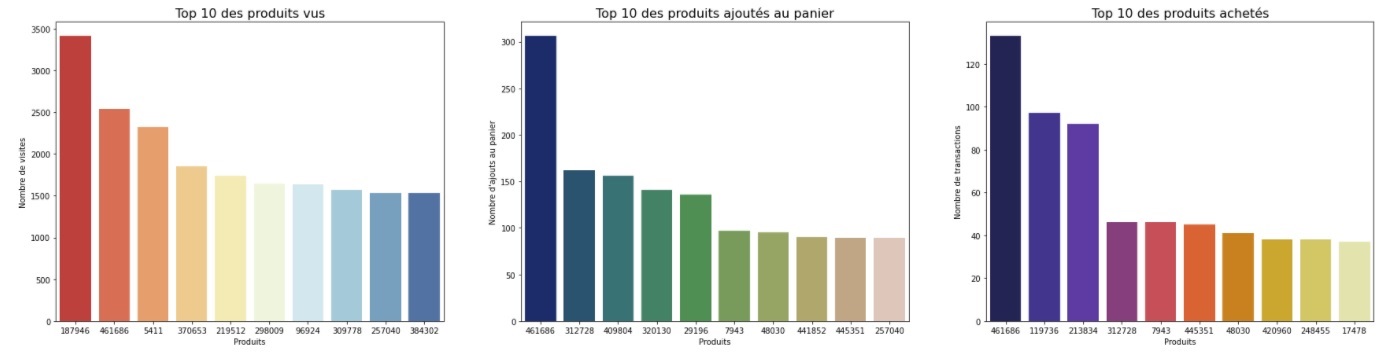 Top 10 des produits vus
Nombre de visites
3500
3000
2500
2000
1500
1000
500
0
187946 461686 5411 370653 219512 298009 96924 309778 257040 384302
Produits
Top 10 des produits ajoutés au panier
Nombre d'ajouts au panier
300
250
200
150
100
50
0
461686 312728 409804 320130 29196 7943 48030 441852 445351 257040
Produits
Top 10 des produits achetés
Nombre de transactions
120
100
80
60
40
20
0
461686 119736 213834 312728 7943 445351 48030 420960 248455 17478
Produits